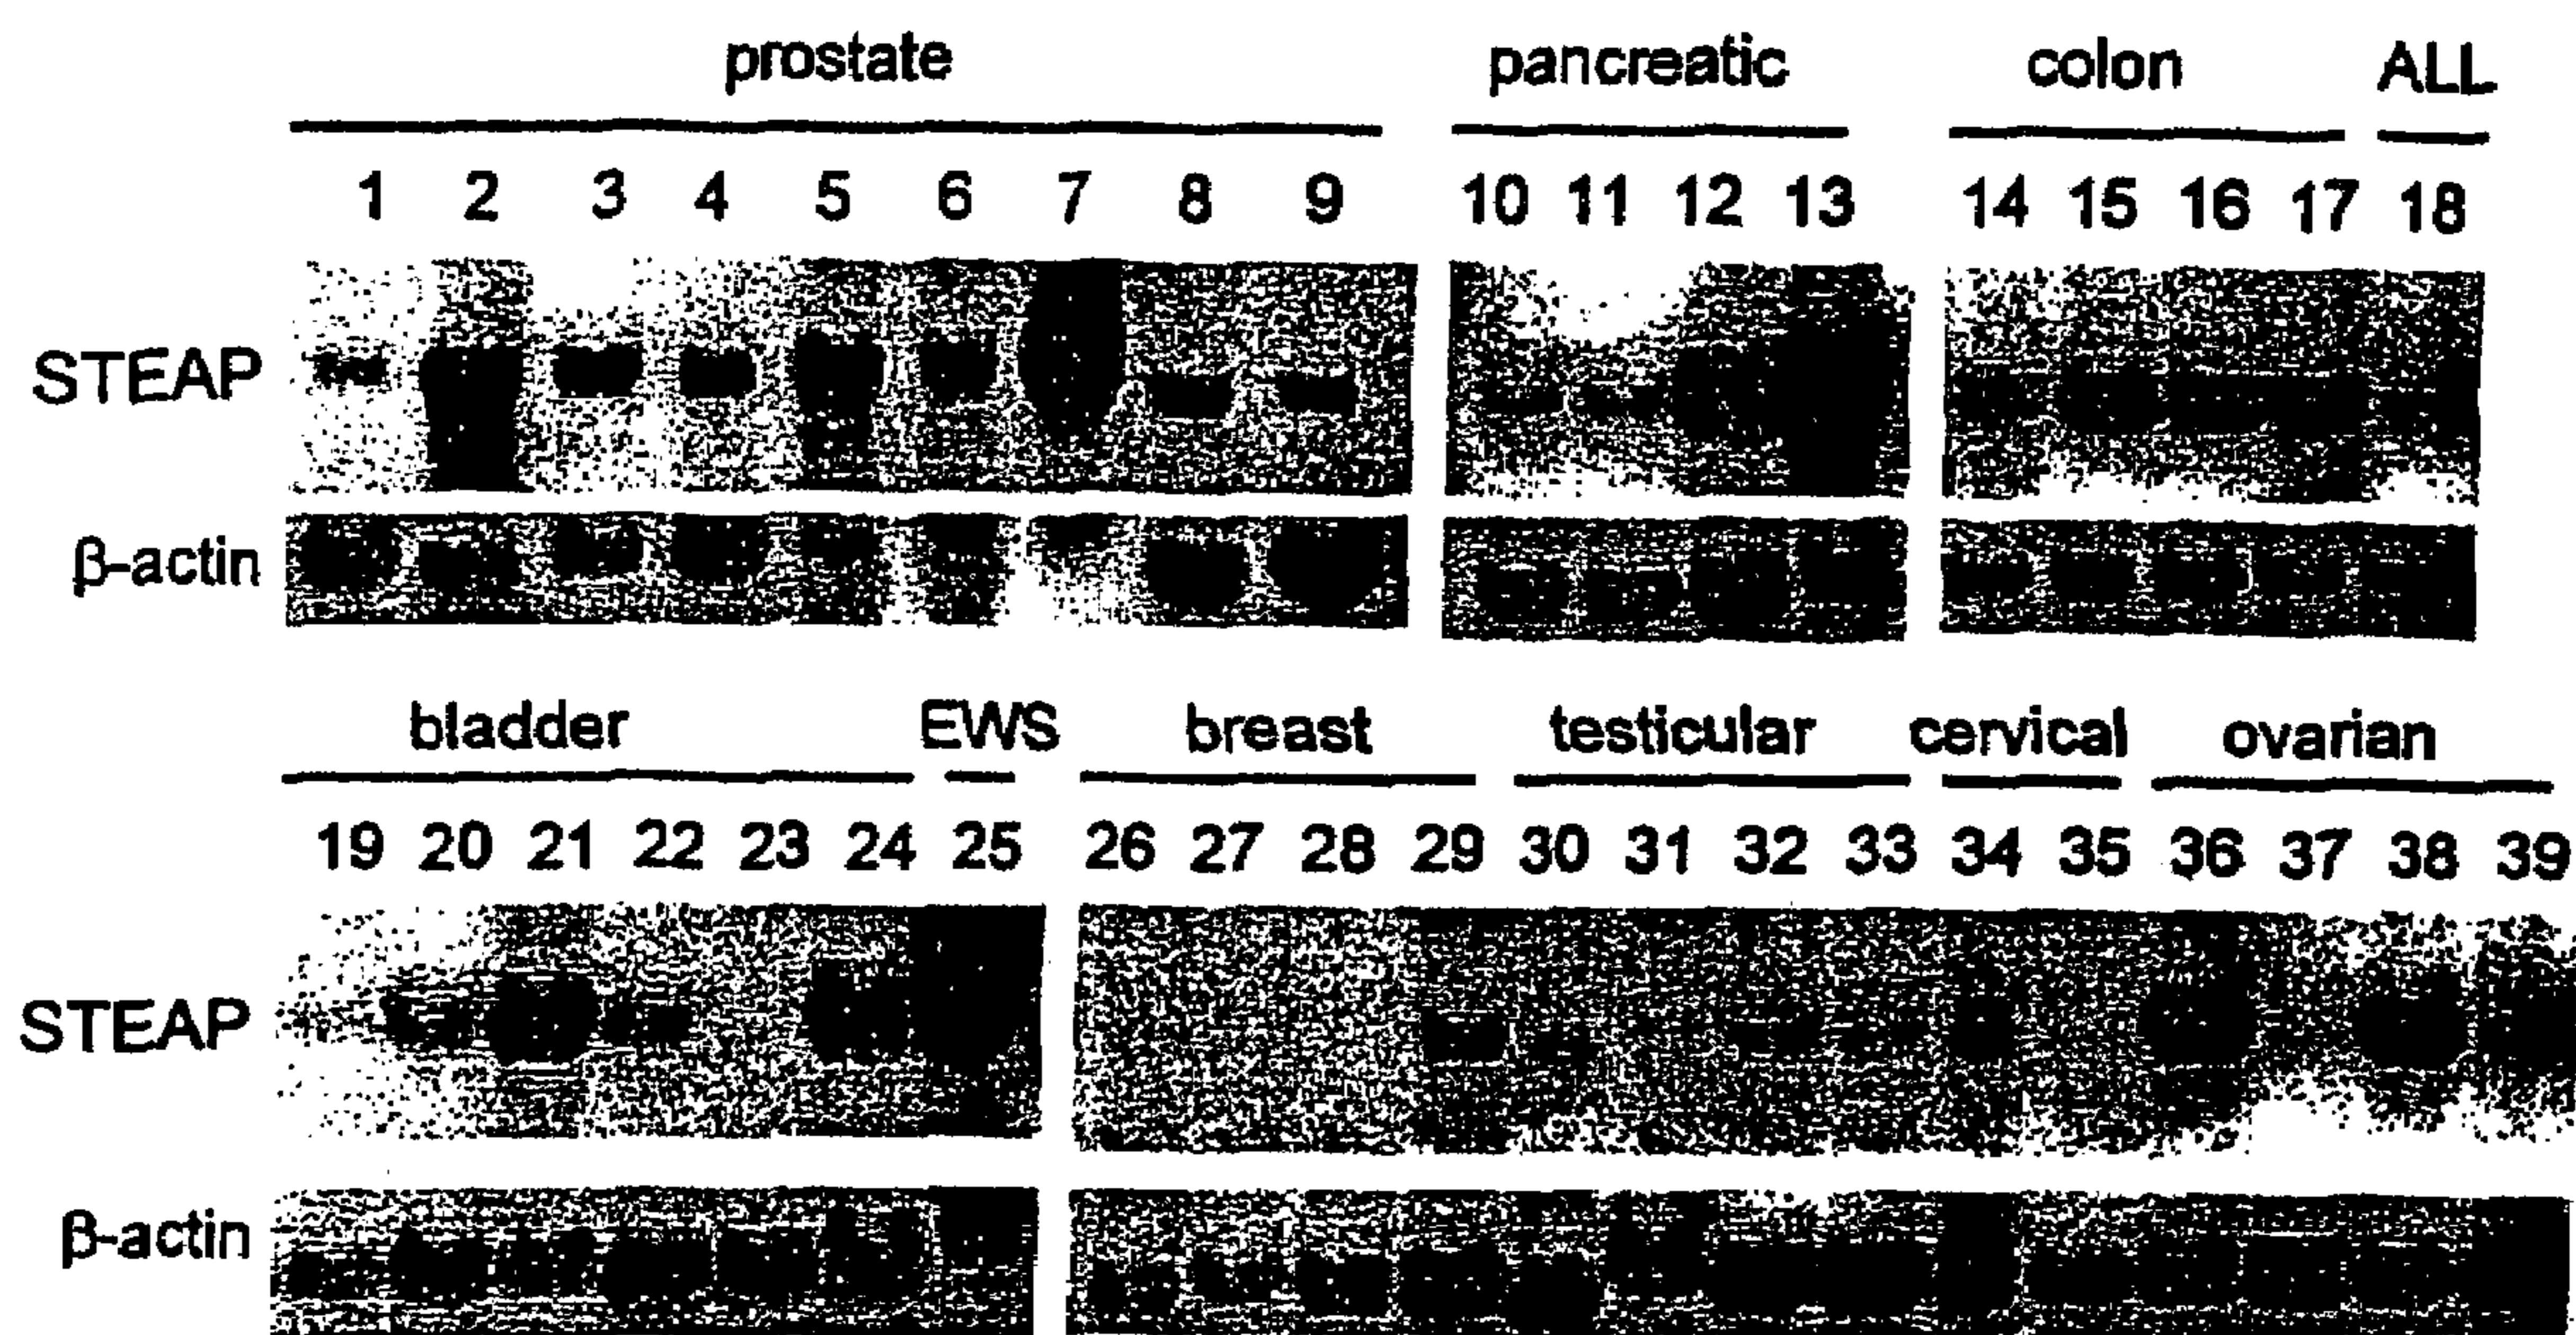 prostate pancreatic colon ALL
1 2 3 4 5 6 7 8 9 10 11 12 13 14 15 16 17 18
STEAP
β-actin
bladder EWS breast testicular cervical ovarian
19 20 21 22 23 24 25 26 27 28 29 30 31 32 33 34 35 36 37 38 39
STEAP
β-actin